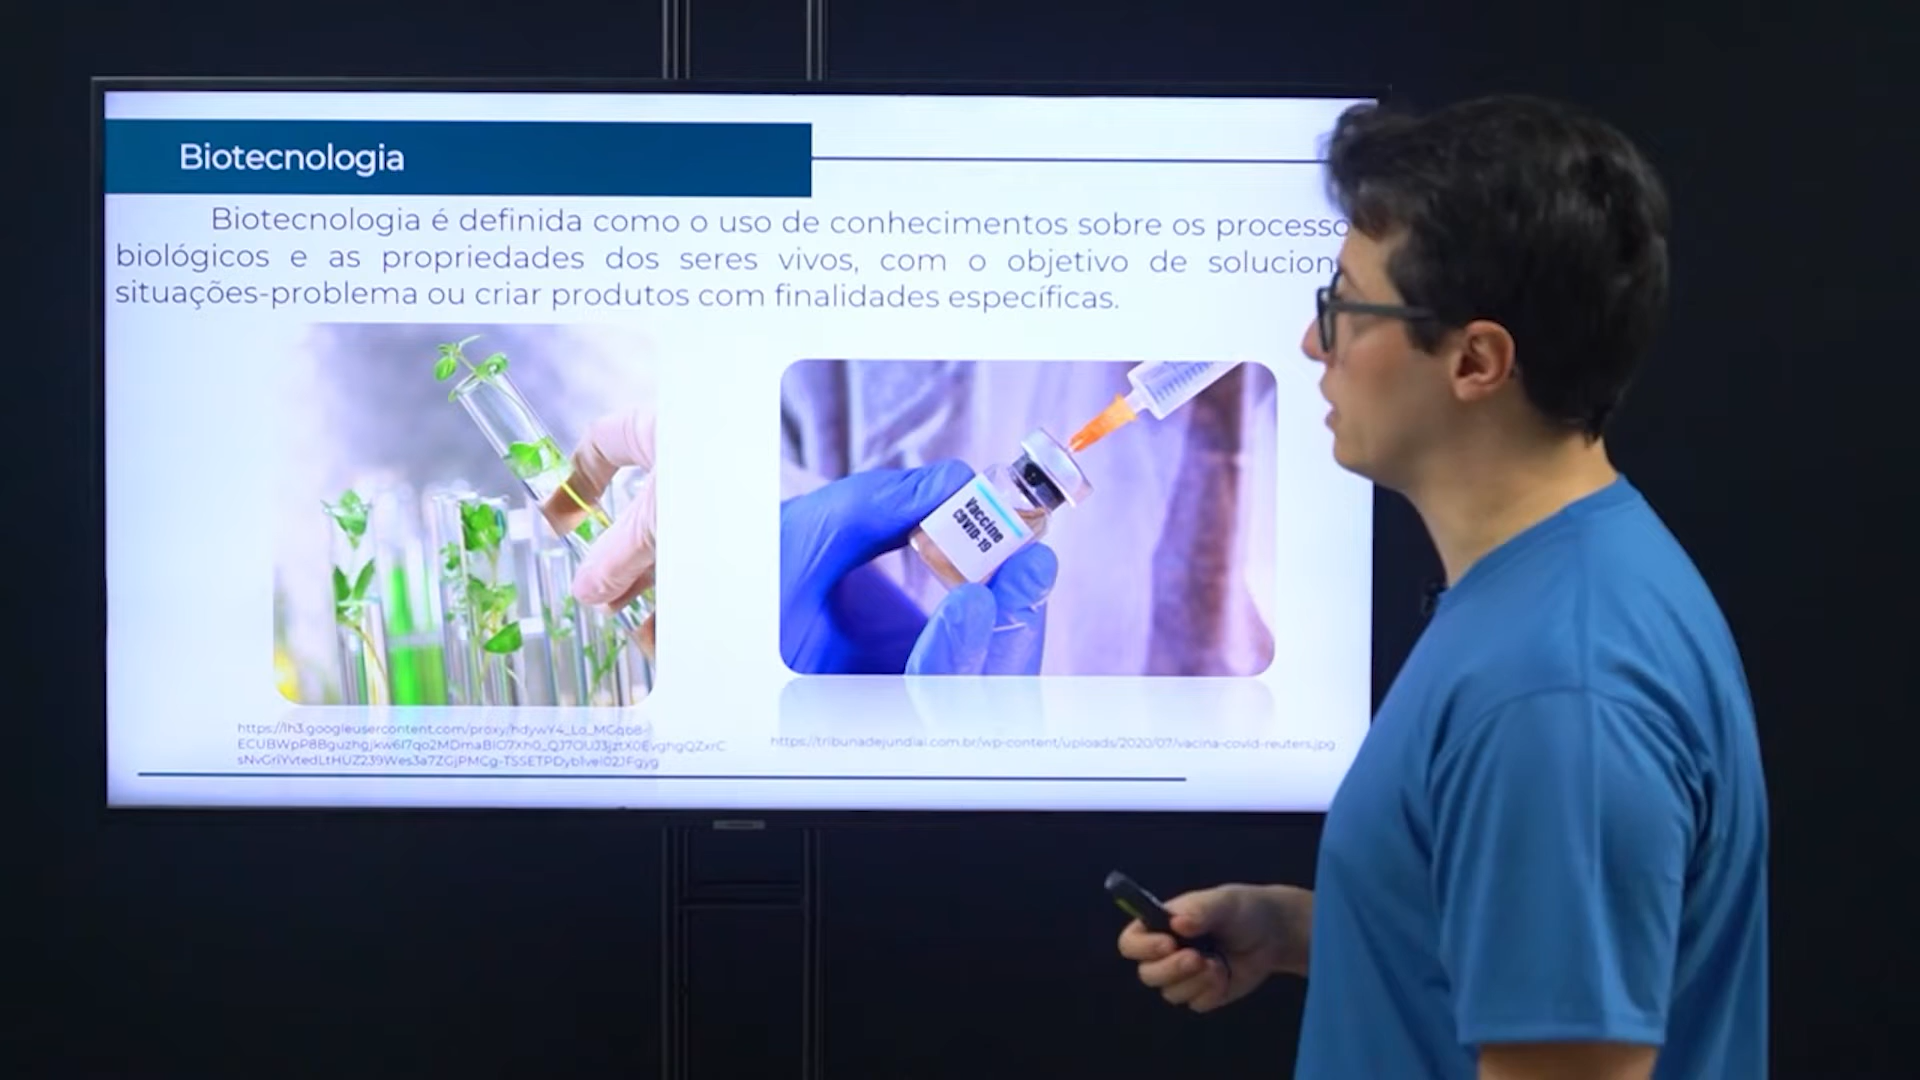 Biotecnologia
Biotecnologia é definida como o uso de conhecimentos sobre os processo
biológicos e as propriedades dos seres vivos, com o objetivo de solucion
situações-problema ou criar produtos com finalidades específicas.
Vaccine
COVID-19
https://tribunadejundiai.com.br/wp-content/uploads/2020/07/vacina-covid-reuters.jpg